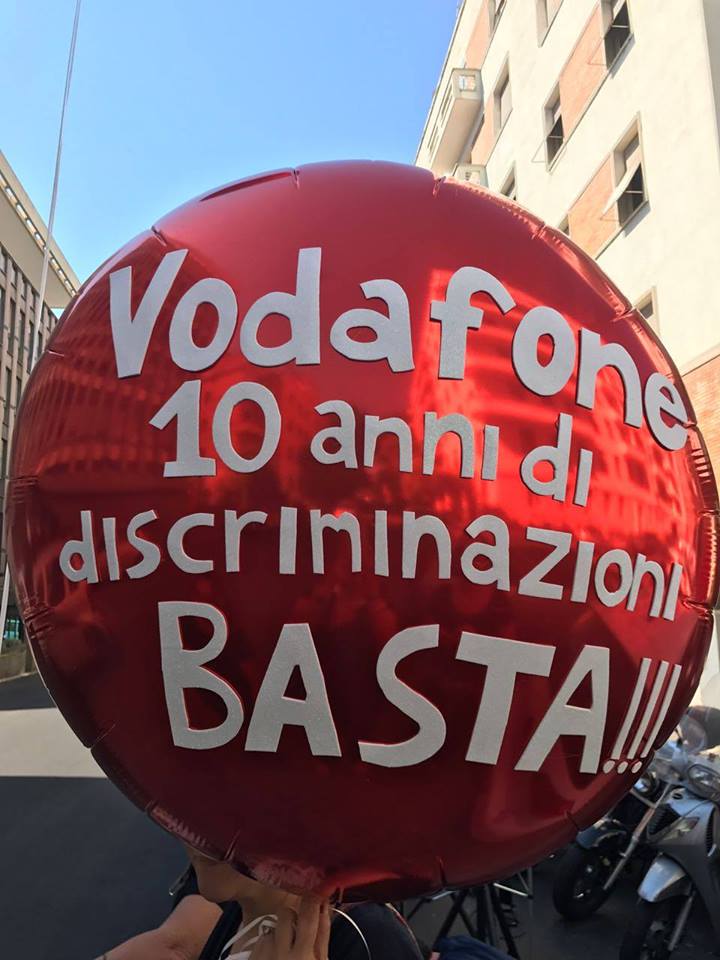 Vodafone
10 anni di
discriminazioni
BASTA!!!